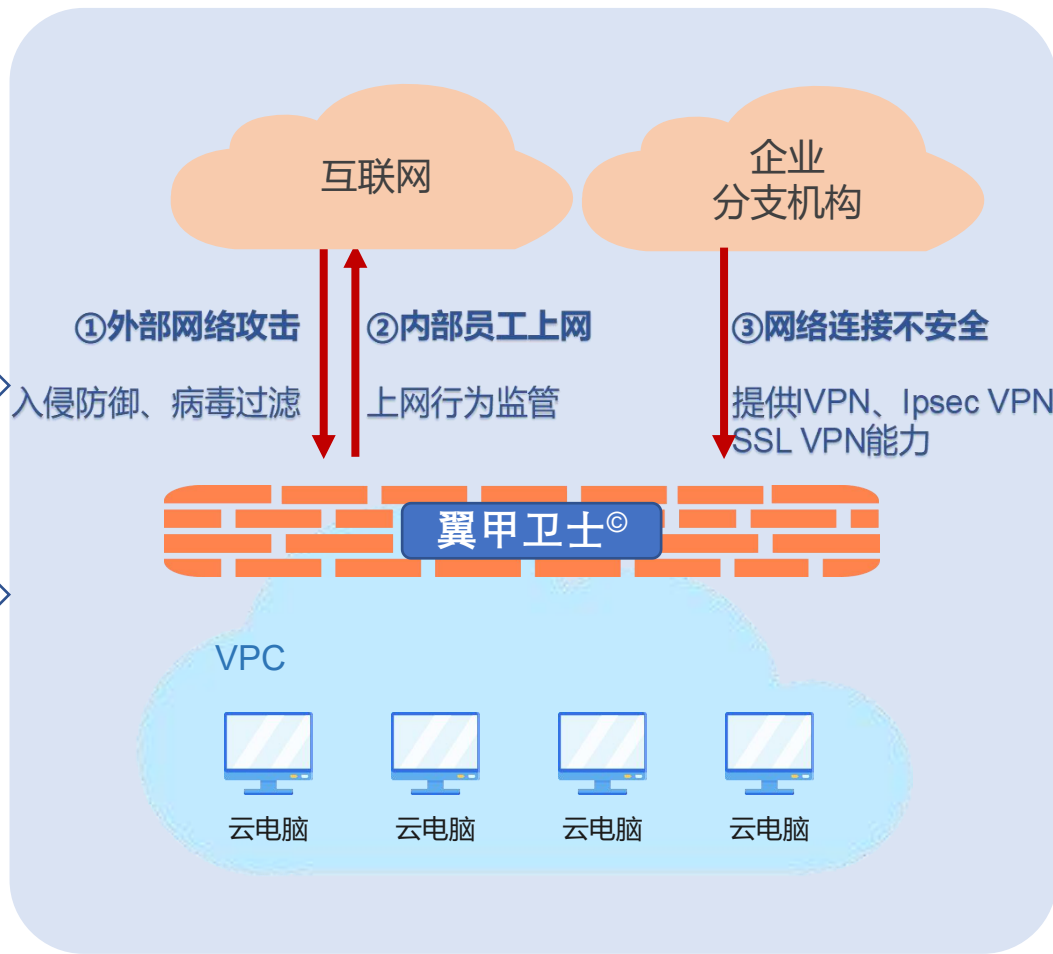 互联网
企业
分支机构
①外部网络攻击
②内部员工上网
③网络连接不安全
入侵防御、病毒过滤
上网行为监管
提供IVPN、Ipsec VPN
SSL VPN能力
翼甲卫士©
VPC
云电脑
云电脑
云电脑
云电脑